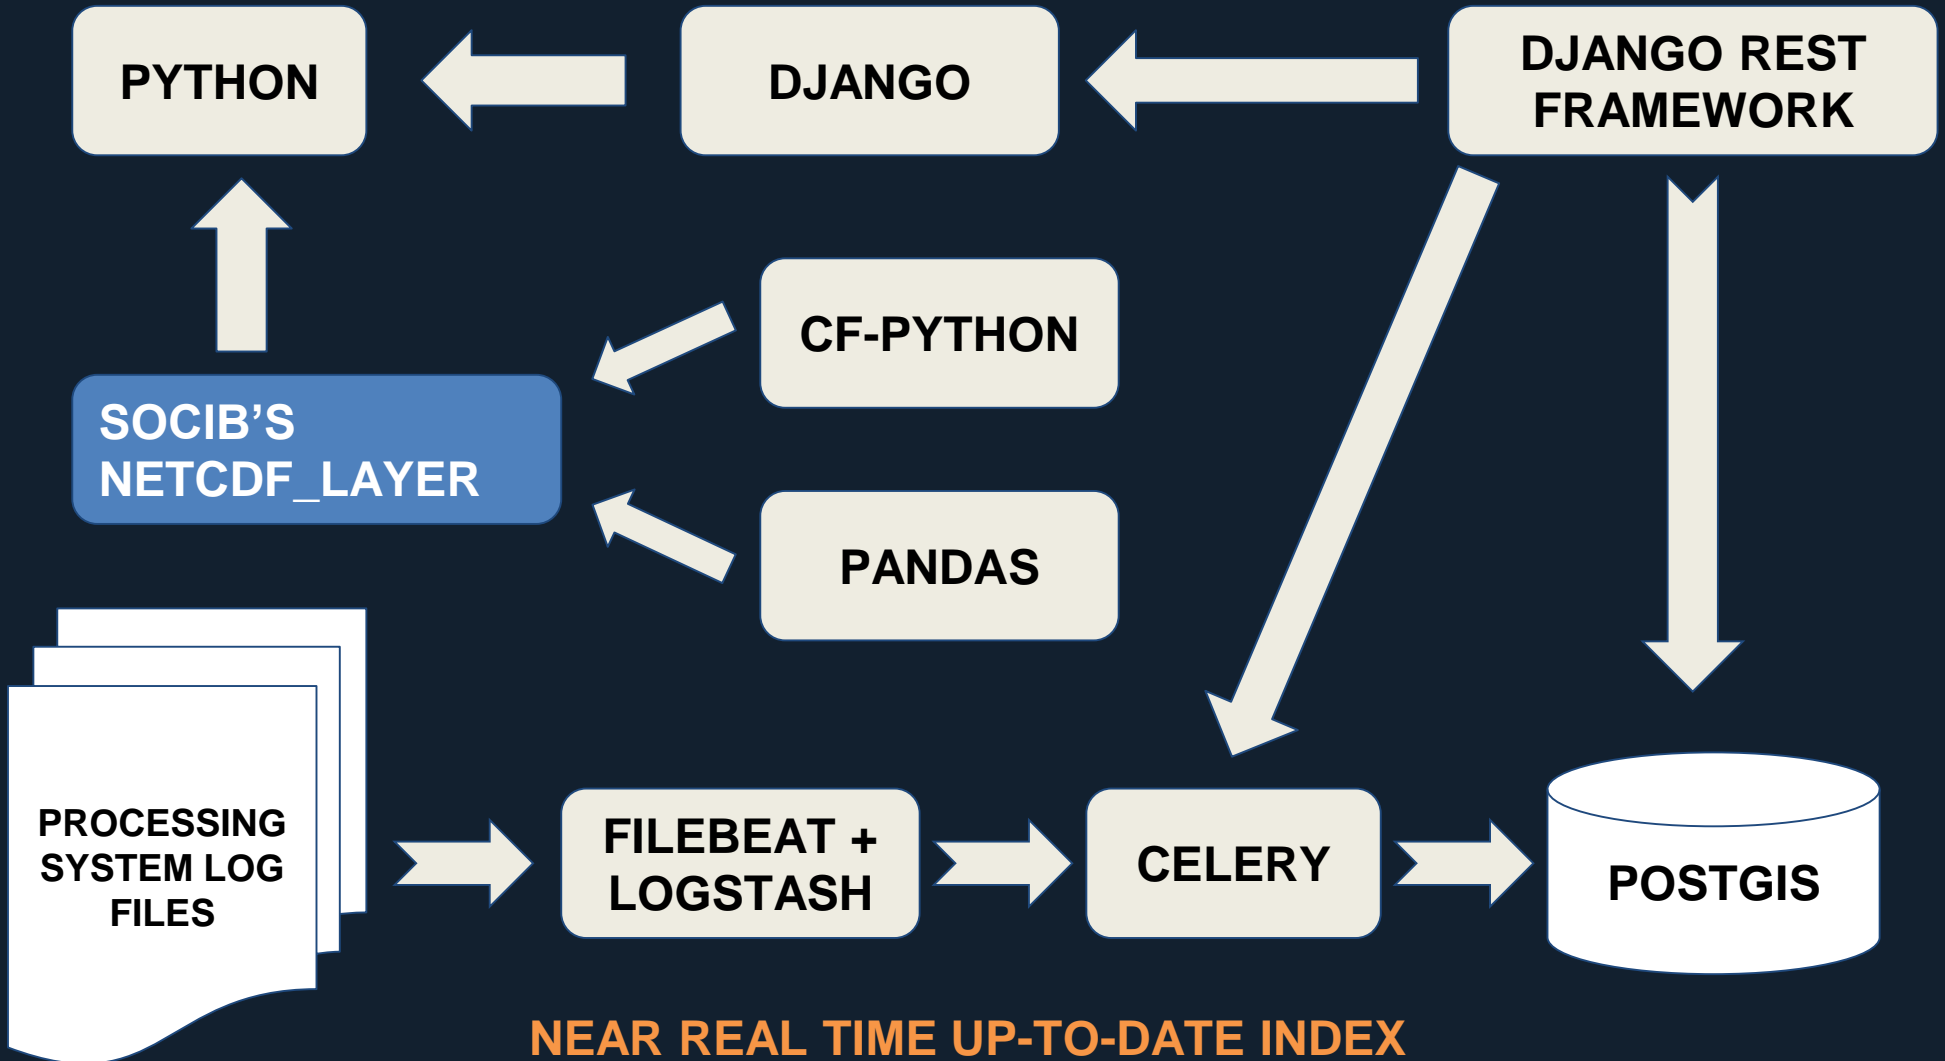 PYTHON
DJANGO
DJANGO REST
FRAMEWORK
CF-PYTHON
SOCIB’S
NETCDF_LAYER
PANDAS
PROCESSING
SYSTEM LOG
FILES
FILEBEAT +
LOGSTASH
CELERY
POSTGIS
NEAR REAL TIME UP-TO-DATE INDEX